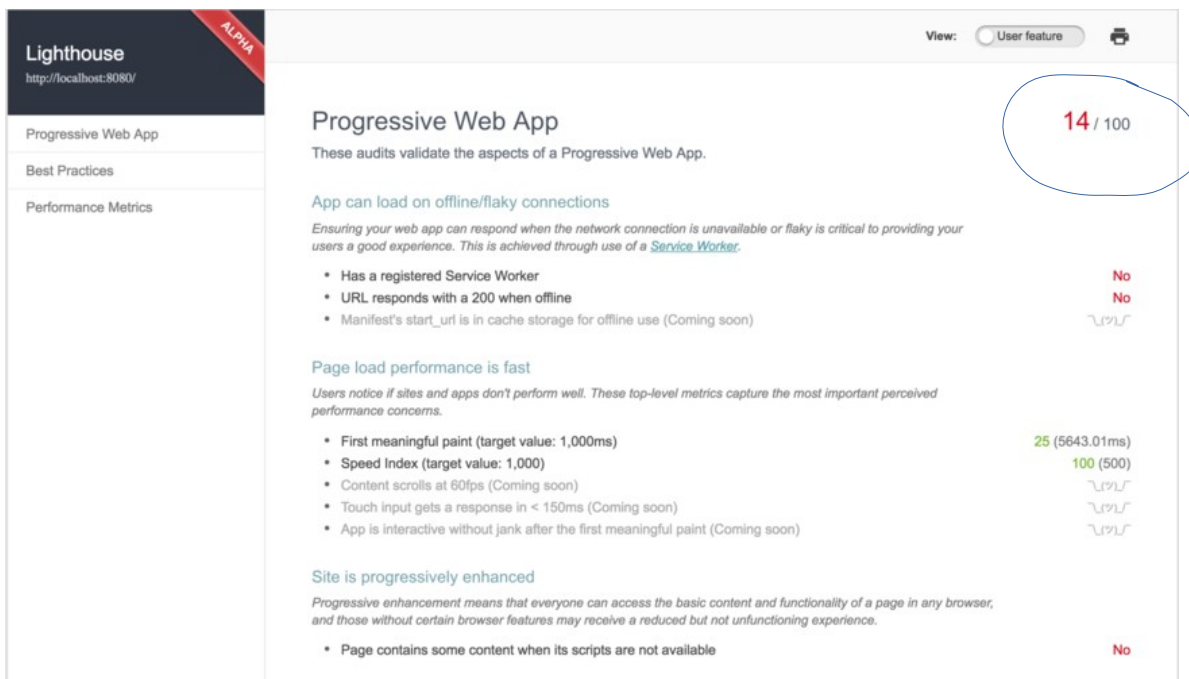 ALPHA
Lighthouse
http://localhost:8080/
View: User feature
Progressive Web App
Best Practices
Performance Metrics
Progressive Web App
14 / 100
These audits validate the aspects of a Progressive Web App.
App can load on offline/flaky connections
Ensuring your web app can respond when the network connection is unavailable or flaky is critical to providing your
users a good experience. This is achieved through use of a Service Worker.
• Has a registered Service Worker No
• URL responds with a 200 when offline No
• Manifest's start_url is in cache storage for offline use (Coming soon) ¯\_(ツ)_/¯
Page load performance is fast
Users notice if sites and apps don't perform well. These top-level metrics capture the most important perceived
performance concerns.
• First meaningful paint (target value: 1,000ms) 25 (5643.01ms)
• Speed Index (target value: 1,000) 100 (500)
• Content scrolls at 60fps (Coming soon) ¯\_(ツ)_/¯
• Touch input gets a response in < 150ms (Coming soon) ¯\_(ツ)_/¯
• App is interactive without jank after the first meaningful paint (Coming soon) ¯\_(ツ)_/¯
Site is progressively enhanced
Progressive enhancement means that everyone can access the basic content and functionality of a page in any browser,
and those without certain browser features may receive a reduced but not unfunctioning experience.
• Page contains some content when its scripts are not available No